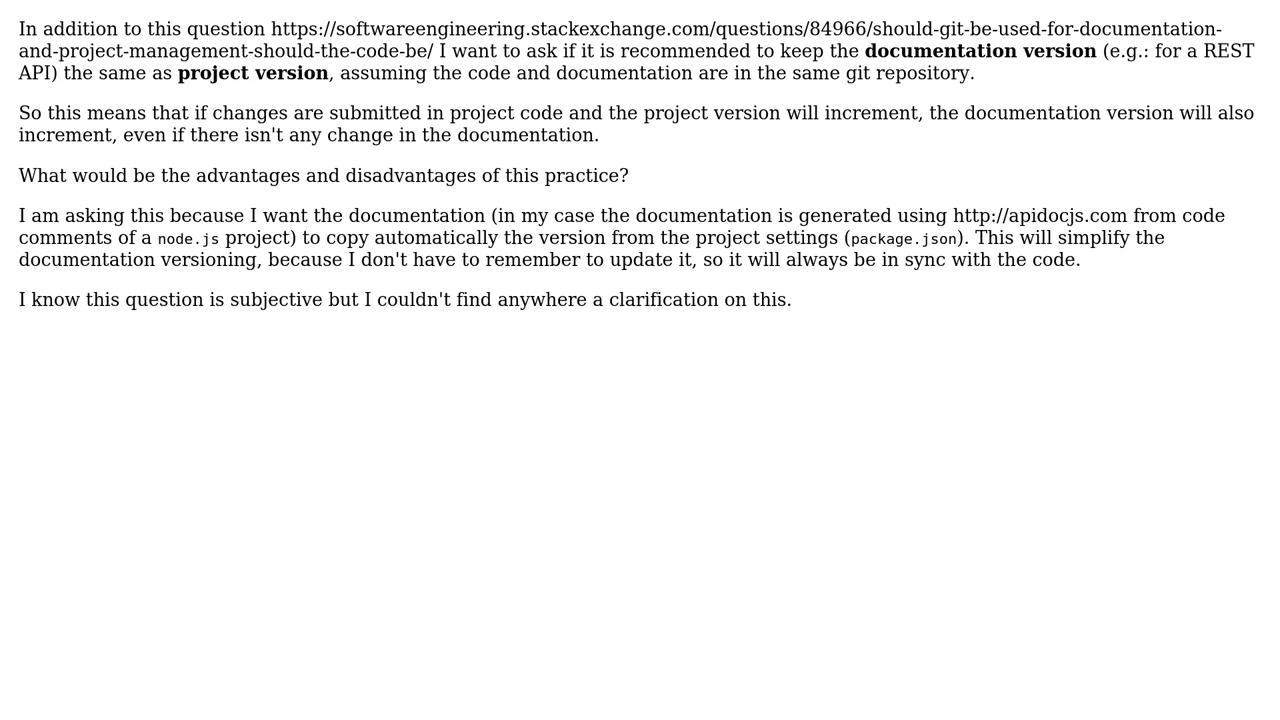 In addition to this question https://softwareengineering.stackexchange.com/questions/84966/should-git-be-used-for-documentation-
and-project-management-should-the-code-be/ I want to ask if it is recommended to keep the documentation version (e.g.: for a REST
API) the same as project version, assuming the code and documentation are in the same git repository.
So this means that if changes are submitted in project code and the project version will increment, the documentation version will also
increment, even if there isn't any change in the documentation.
What would be the advantages and disadvantages of this practice?
I am asking this because I want the documentation (in my case the documentation is generated using http://apidocjs.com from code
comments of a node.js project) to copy automatically the version from the project settings (package.json). This will simplify the
documentation versioning, because I don't have to remember to update it, so it will always be in sync with the code.
I know this question is subjective but I couldn't find anywhere a clarification on this.